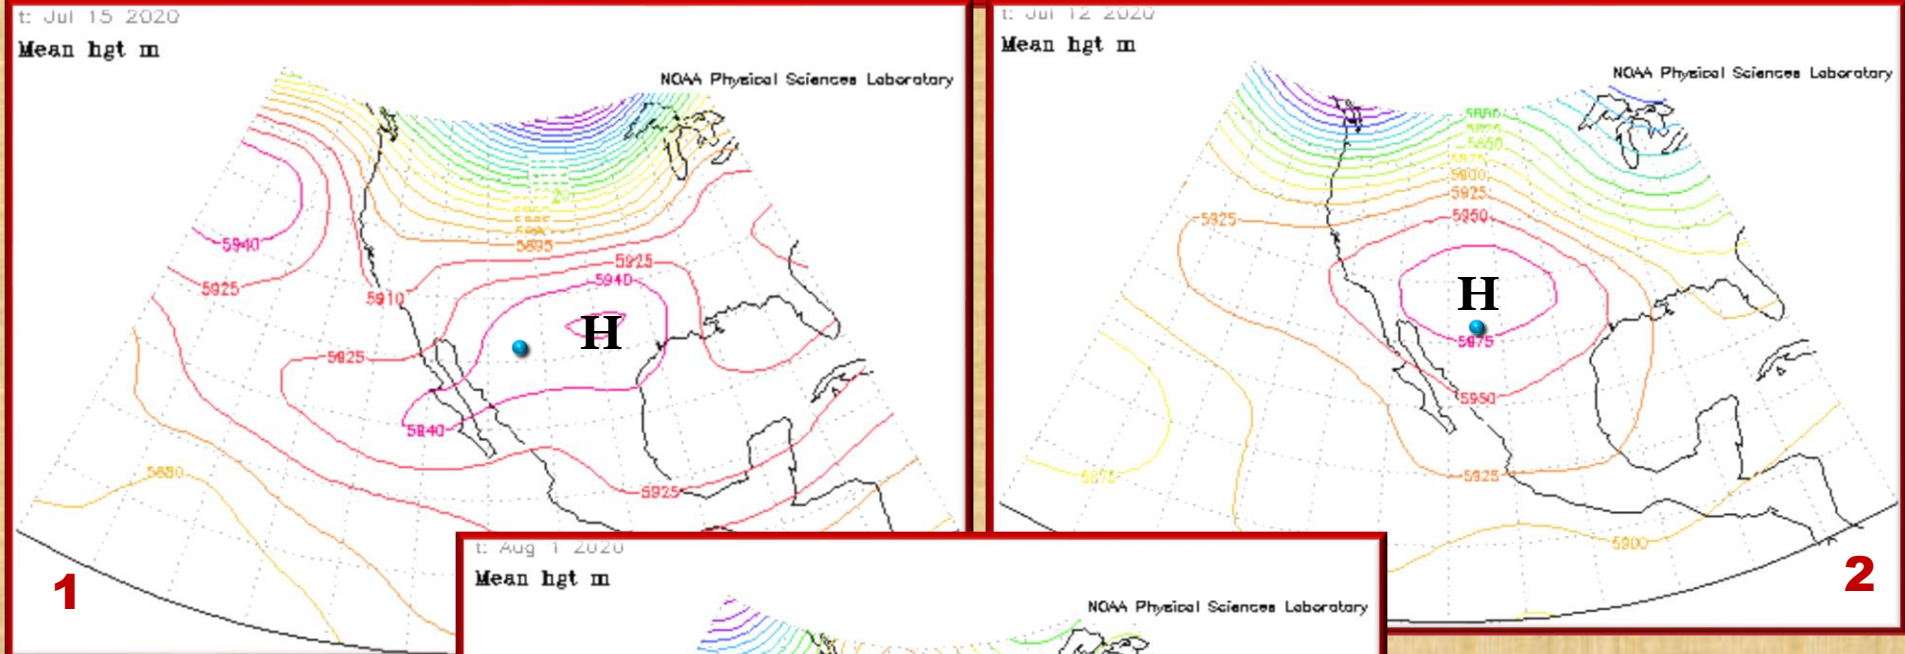 t: Jul 15 2020
Mean hgt m
NOAA Physical Sciences Laboratory
5940
5925
5895
5925
5910
5940
H
5925
5840
5880
5925
1
t: Jul 12 2020
Mean hgt m
NOAA Physical Sciences Laboratory
5850
5875
5900
5925
5925
5950
H
5975
5950
5875
5925
5900
2
t: Aug 1 2020
Mean hgt m
NOAA Physical Sciences Laboratory